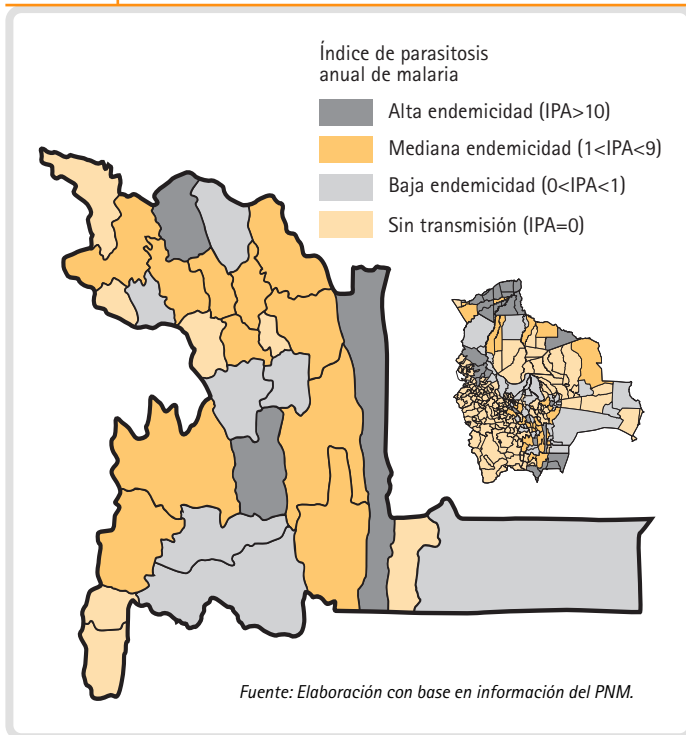 Índice de parasitosis
anual de malaria
Alta endemicidad (IPA>10)
Mediana endemicidad (1<IPA<9)
Baja endemicidad (0<IPA<1)
Sin transmisión (IPA=0)
Fuente: Elaboración con base en información del PNM.